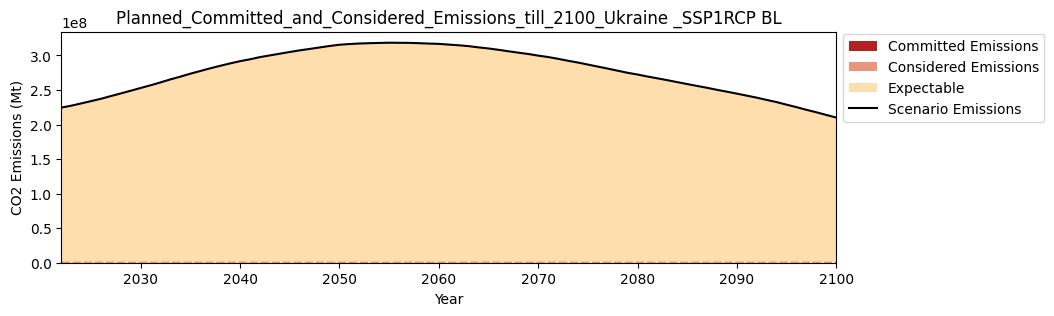 Planned_Committed_and_Considered_Emissions_till_2100_Ukraine _SSP1RCP BL
1e8
3.0
2.5
2.0
1.5
1.0
0.5
0.0
CO2 Emissions (Mt)
2030 2040 2050 2060 2070 2080 2090 2100
Year
Committed Emissions
Considered Emissions
Expectable
Scenario Emissions